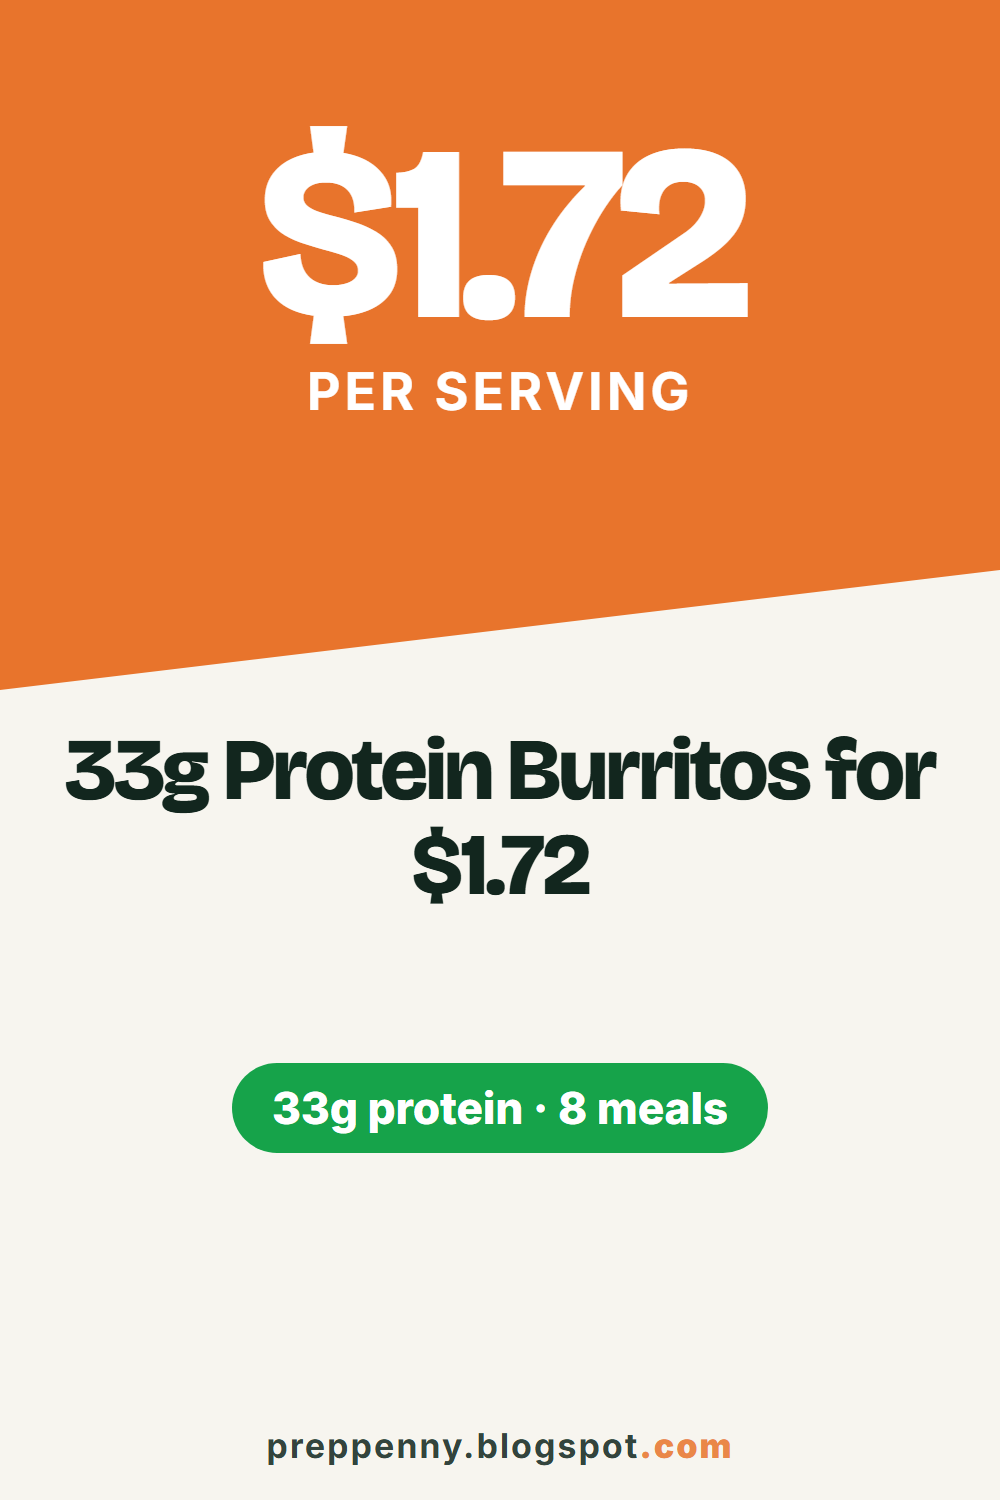 $1.72
PER SERVING
33g Protein Burritos for
$1.72
33g protein · 8 meals
preppenny.blogspot.com